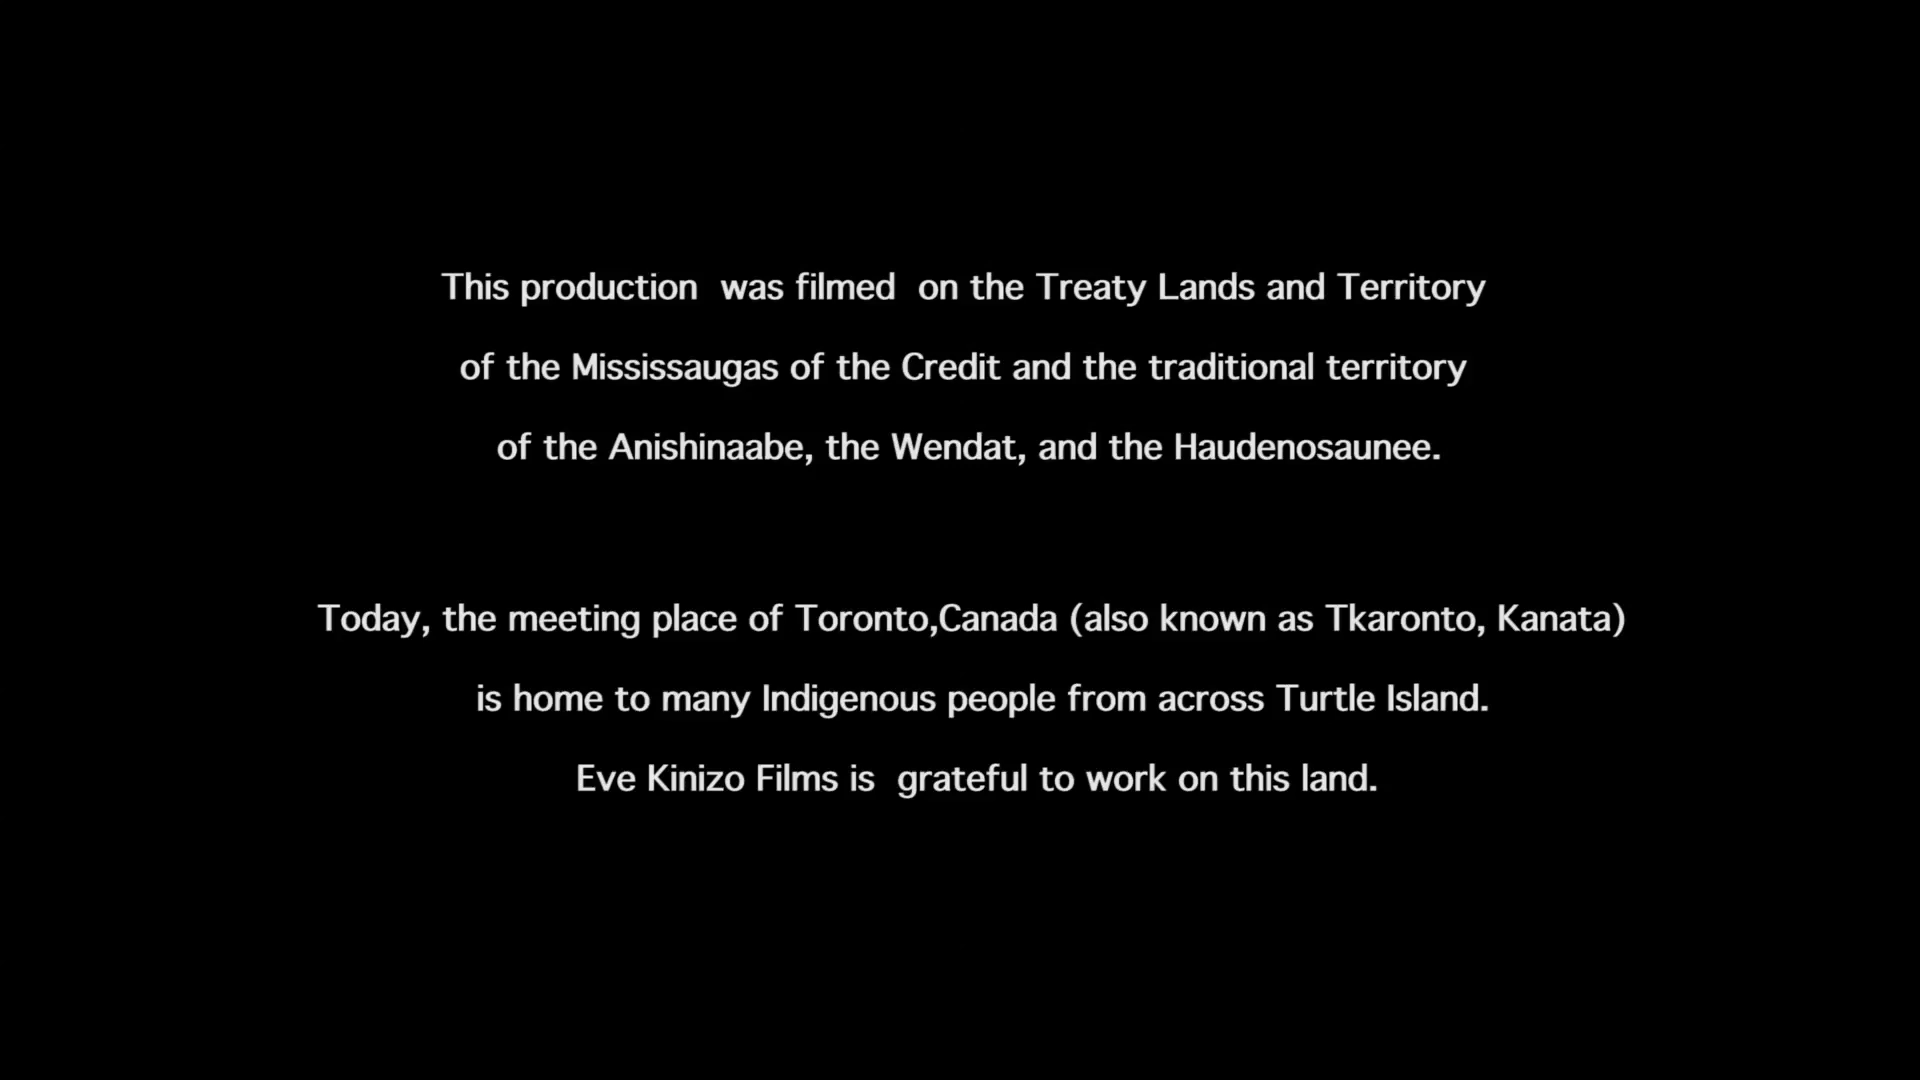 This production  was filmed  on the Treaty Lands and Territory
of the Mississaugas of the Credit and the traditional territory
of the Anishinaabe, the Wendat, and the Haudenosaunee.
Today, the meeting place of Toronto,Canada (also known as Tkaronto, Kanata)
is home to many Indigenous people from across Turtle Island.
Eve Kinizo Films is  grateful to work on this land.